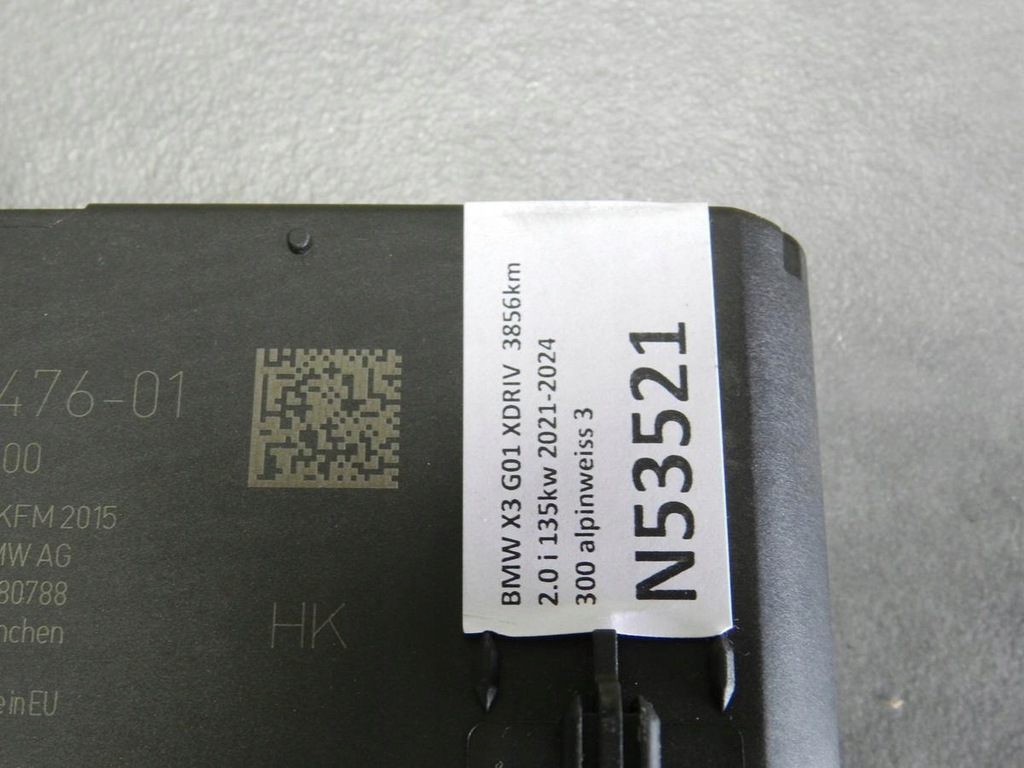 476-01
00
KFM 2015
MW AG
80788
nchen
e in EU
HK
BMW X3 G01 XDRIV 3856km
2.0 i 135kw 2021-2024
300 alpinweiss 3
N53521